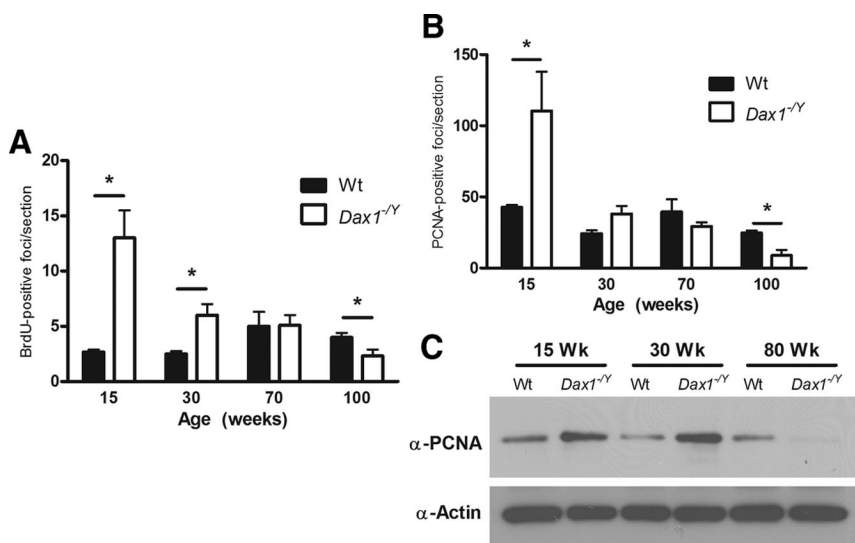 A
BrdU-positive foci/section
20
15
10
5
0
*
*
*
Wt
Dax1-/Y
15 30 70 100
Age (weeks)
B
PCNA-positive foci/section
150
100
50
0
*
*
Wt
Dax1-/Y
15 30 70 100
Age (weeks)
C
15 Wk 30 Wk 80 Wk
Wt Dax1-/Y Wt Dax1-/Y Wt Dax1-/Y
α-PCNA
α-Actin